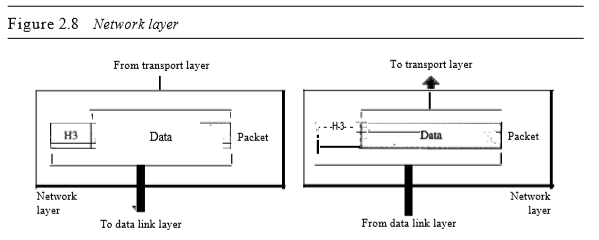 Figure 2.8 Network layer
From transport layer
H3
Data
Packet
Network
layer
To data link layer
To transport layer
H3
Data
Packet
Network
layer
From data link layer